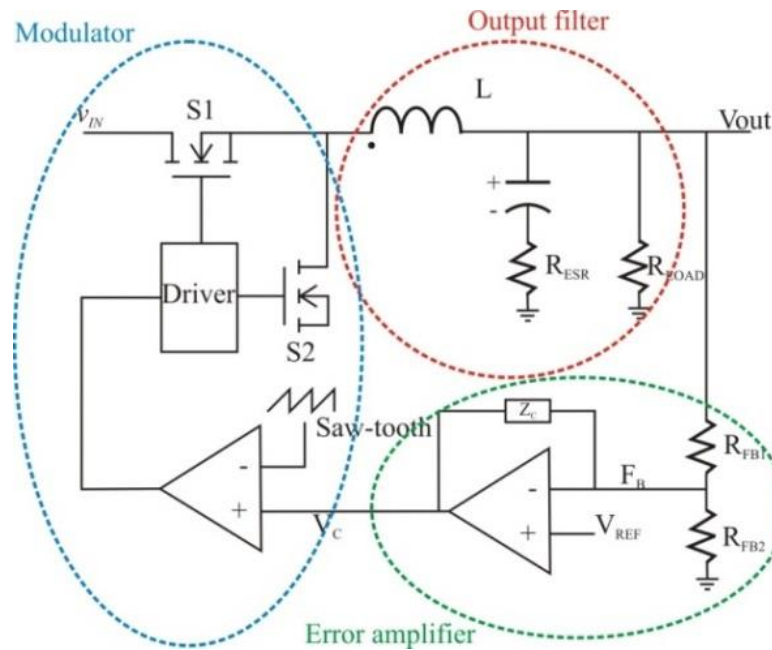 Modulator
Output filter
S1
L
v_IN
Vout
+
-
R_ESR
R_LOAD
Driver
S2
Saw-tooth
Z_C
R_FB1
-
+
V_C
-
F_B
+
V_REF
R_FB2
Error amplifier